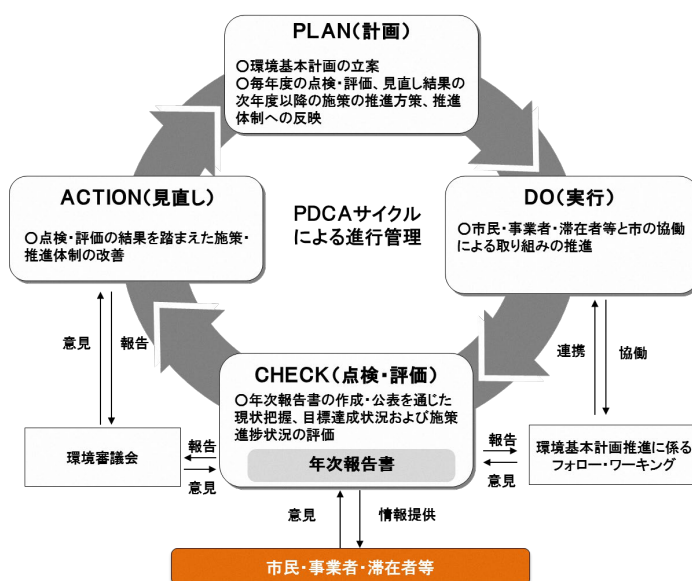 PLAN(計画)
○環境基本計画の立案
○毎年度の点検・評価、見直し結果の
次年度以降の施策の推進方策、推進
体制への反映
ACTION(見直し)
○点検・評価の結果を踏まえた施策・
推進体制の改善
PDCAサイクル
による進行管理
DO(実行)
○市民・事業者・滞在者等と市の協働
による取り組みの推進
意見
報告
連携
協働
CHECK(点検・評価)
○年次報告書の作成・公表を通じた
現状把握、目標達成状況および施策
進捗状況の評価
年次報告書
環境審議会
報告
意見
報告
意見
環境基本計画推進に係る
フォロー・ワーキング
意見
情報提供
市民・事業者・滞在者等